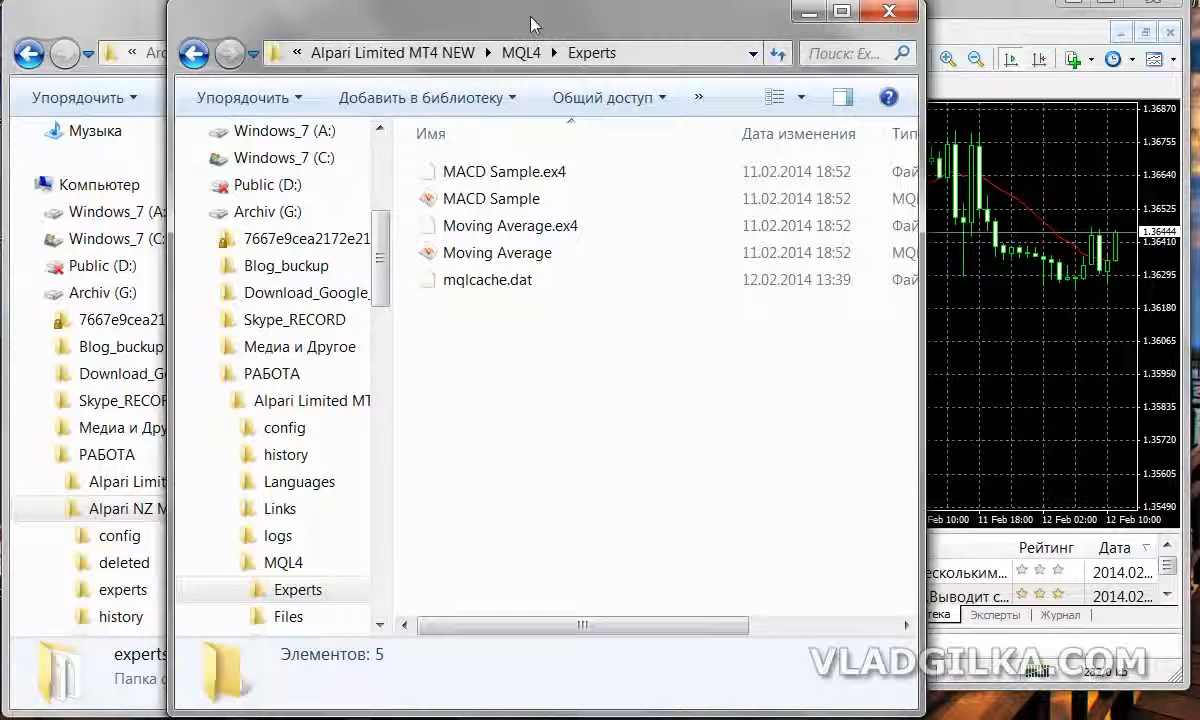 « Arc
« Alpari Limited MT4 NEW MQL4 Experts
Поиск: Ex...
Упорядочить
Упорядочить Добавить в библиотеку Общий доступ »
Музыка
Компьютер
Windows_7 (A:
Windows_7 (C:
Public (D:)
Archiv (G:)
7667e9cea21
Blog_buckup
Download_G
Skype_RECOF
Медиа и Дру
РАБОТА
Alpari Limit
Alpari NZ M
config
deleted
experts
history
experts
Папка с
Windows_7 (A:)
Windows_7 (C:)
Public (D:)
Archiv (G:)
7667e9cea2172e21
Blog_buckup
Download_Google_
Skype_RECORD
Медиа и Другое
РАБОТА
Alpari Limited MT
config
history
Languages
Links
logs
MQL4
Experts
Files
Имя Дата изменения Тип
MACD Sample.ex4 11.02.2014 18:52 Фай
MACD Sample 11.02.2014 18:52 MQ
Moving Average.ex4 11.02.2014 18:52 Фай
Moving Average 11.02.2014 18:52 MQ
mqlcache.dat 12.02.2014 13:39 Фай
Элементов: 5
1.36870
1.36755
1.36640
1.36525
1.36444
1.36410
1.36295
1.36180
1.36065
1.35950
1.35835
1.35720
1.35605
1.35490
Feb 10:00 11 Feb 18:00 12 Feb 02:00 12 Feb 10:00
Рейтинг Дата
ескольким... 2014.02...
.Выводит с... 2014.02...
тека Эксперты Журнал
VLADGILKA.COM